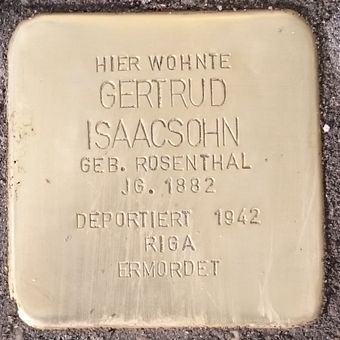 HIER WOHNTE
GERTRUD
ISAACSOHN
GEB. ROSENTHAL
JG. 1882
DEPORTIERT 1942
RIGA
ERMORDET